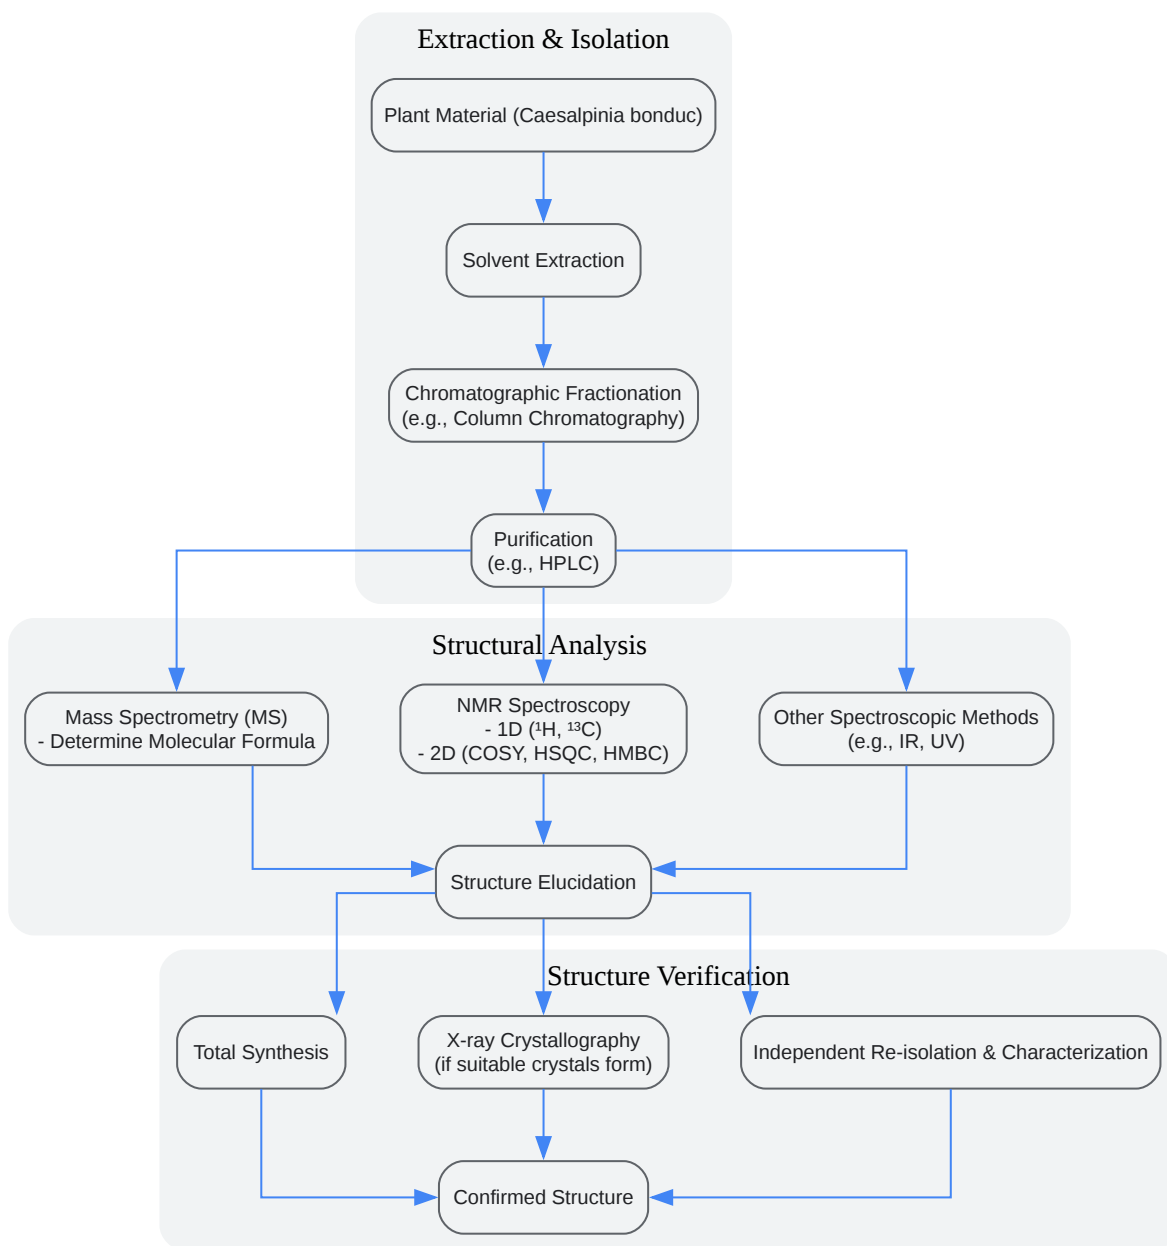 Extraction & Isolation
Plant Material (Caesalpinia bonduc)
Solvent Extraction
Chromatographic Fractionation
(e.g., Column Chromatography)
Purification
(e.g., HPLC)
Structural Analysis
Mass Spectrometry (MS)
- Determine Molecular Formula
NMR Spectroscopy
- 1D (¹H, ¹³C)
- 2D (COSY, HSQC, HMBC)
Other Spectroscopic Methods
(e.g., IR, UV)
Structure Elucidation
Structure Verification
Total Synthesis
X-ray Crystallography
(if suitable crystals form)
Independent Re-isolation & Characterization
Confirmed Structure